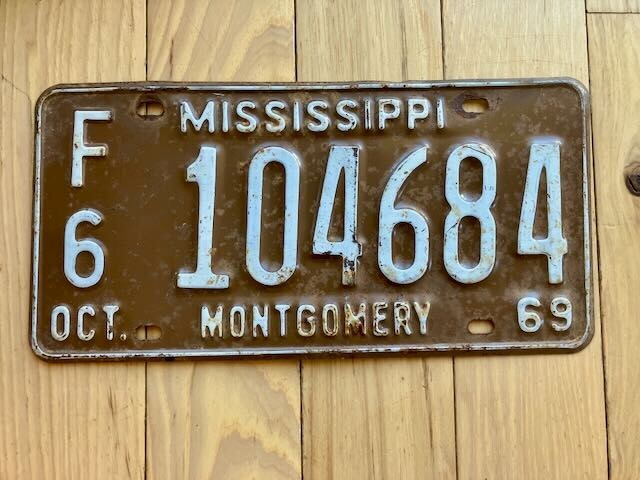 MISSISSIPPI
F
6
104684
OCT. MONTGOMERY 69